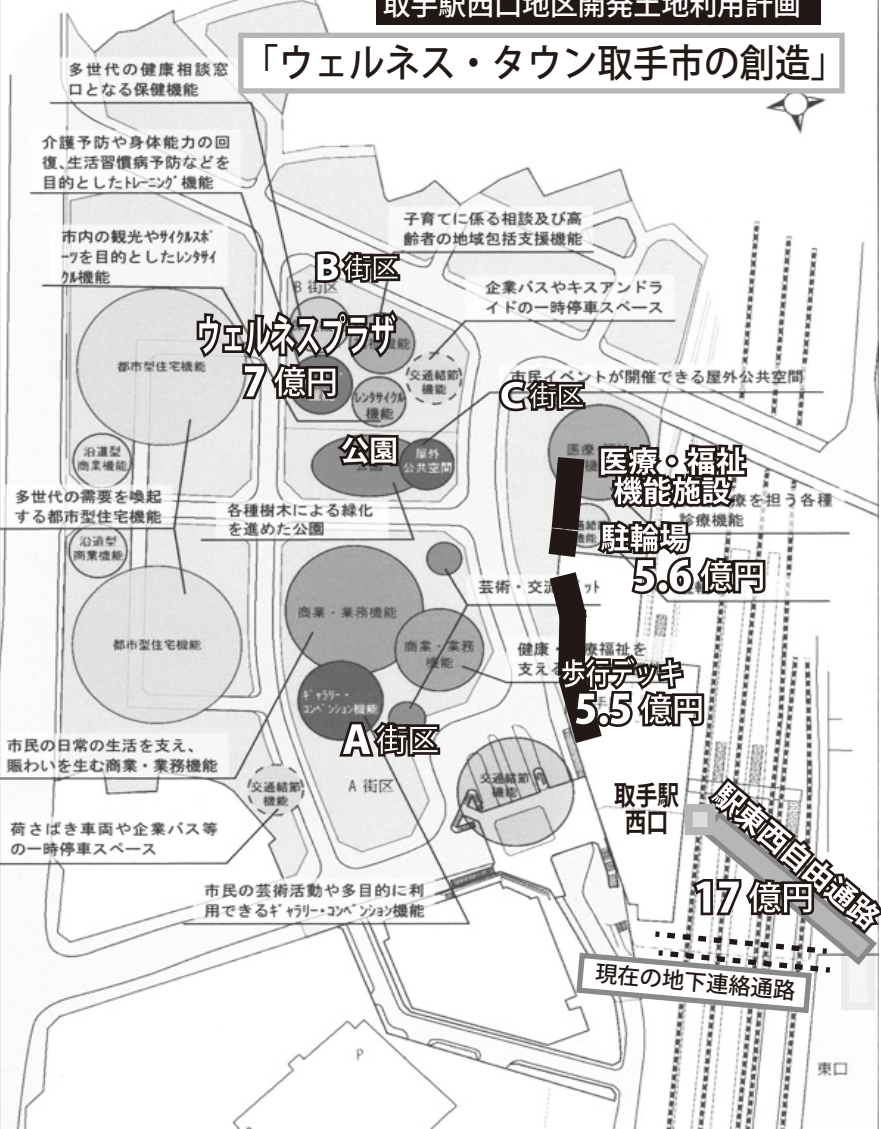 取手駅西口地区開発土地利用計画
「ウェルネス・タウン取手市の創造」
多世代の健康相談窓
口となる保健機能
介護予防や身体能力の回
復、生活習慣病予防などを
目的としたﾄﾚｰﾆﾝｸﾞ機能
市内の観光やｻｲｸﾙｽﾎﾟ
ｰﾂを目的としたﾚﾝﾀｻｲ
ｸﾙ機能
子育てに係る相談及び高
齢者の地域包括支援機能
企業バスやキスアンドラ
イドの一時停車スペース
B街区
B 街区
ウェルネスプラザ
7億円
都市型住宅機能
交通結節
機能
ﾚﾝﾀｻｲｸﾙ
機能
市民イベントが開催できる屋外公共空間
C街区
沿道型
商業機能
公園
屋外
公共空間
医療・福祉
機能施設
を担う各種
診療機能
多世代の需要を喚起
する都市型住宅機能
各種樹木による緑化
を進めた公園
駐輪場
5.6億円
沿道型
商業機能
芸術・交流
商業・業務機能
都市型住宅機能
商業・業務
機能
健康・
療福祉を
支える
歩行デッキ
5.5億円
ｷﾞｬﾗﾘｰ・
ｺﾝﾍﾞﾝｼｮﾝ機能
A街区
市民の日常の生活を支え、
賑わいを生む商業・業務機能
交通結節
機能
A 街区
交通結節
機能
取手駅
西口
駅東西自由通路
17億円
荷さばき車両や企業バス等
の一時停車スペース
市民の芸術活動や多目的に利
用できるｷﾞｬﾗﾘｰ・ｺﾝﾍﾞﾝｼｮﾝ機能
現在の地下連絡通路
P
東口